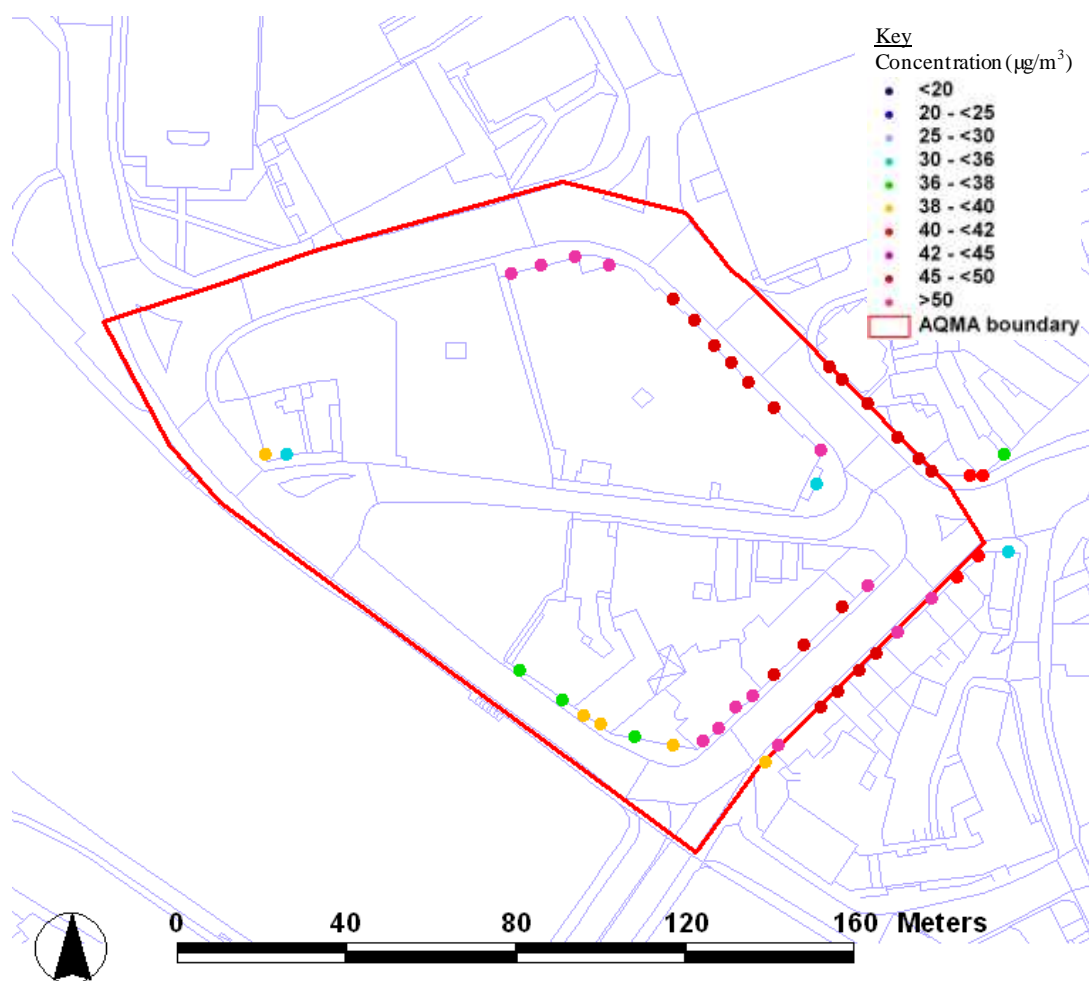 Key
Concentration (µg/m³)
<20
20 - <25
25 - <30
30 - <36
36 - <38
38 - <40
40 - <42
42 - <45
45 - <50
>50
AQMA boundary
0 40 80 120 160 Meters